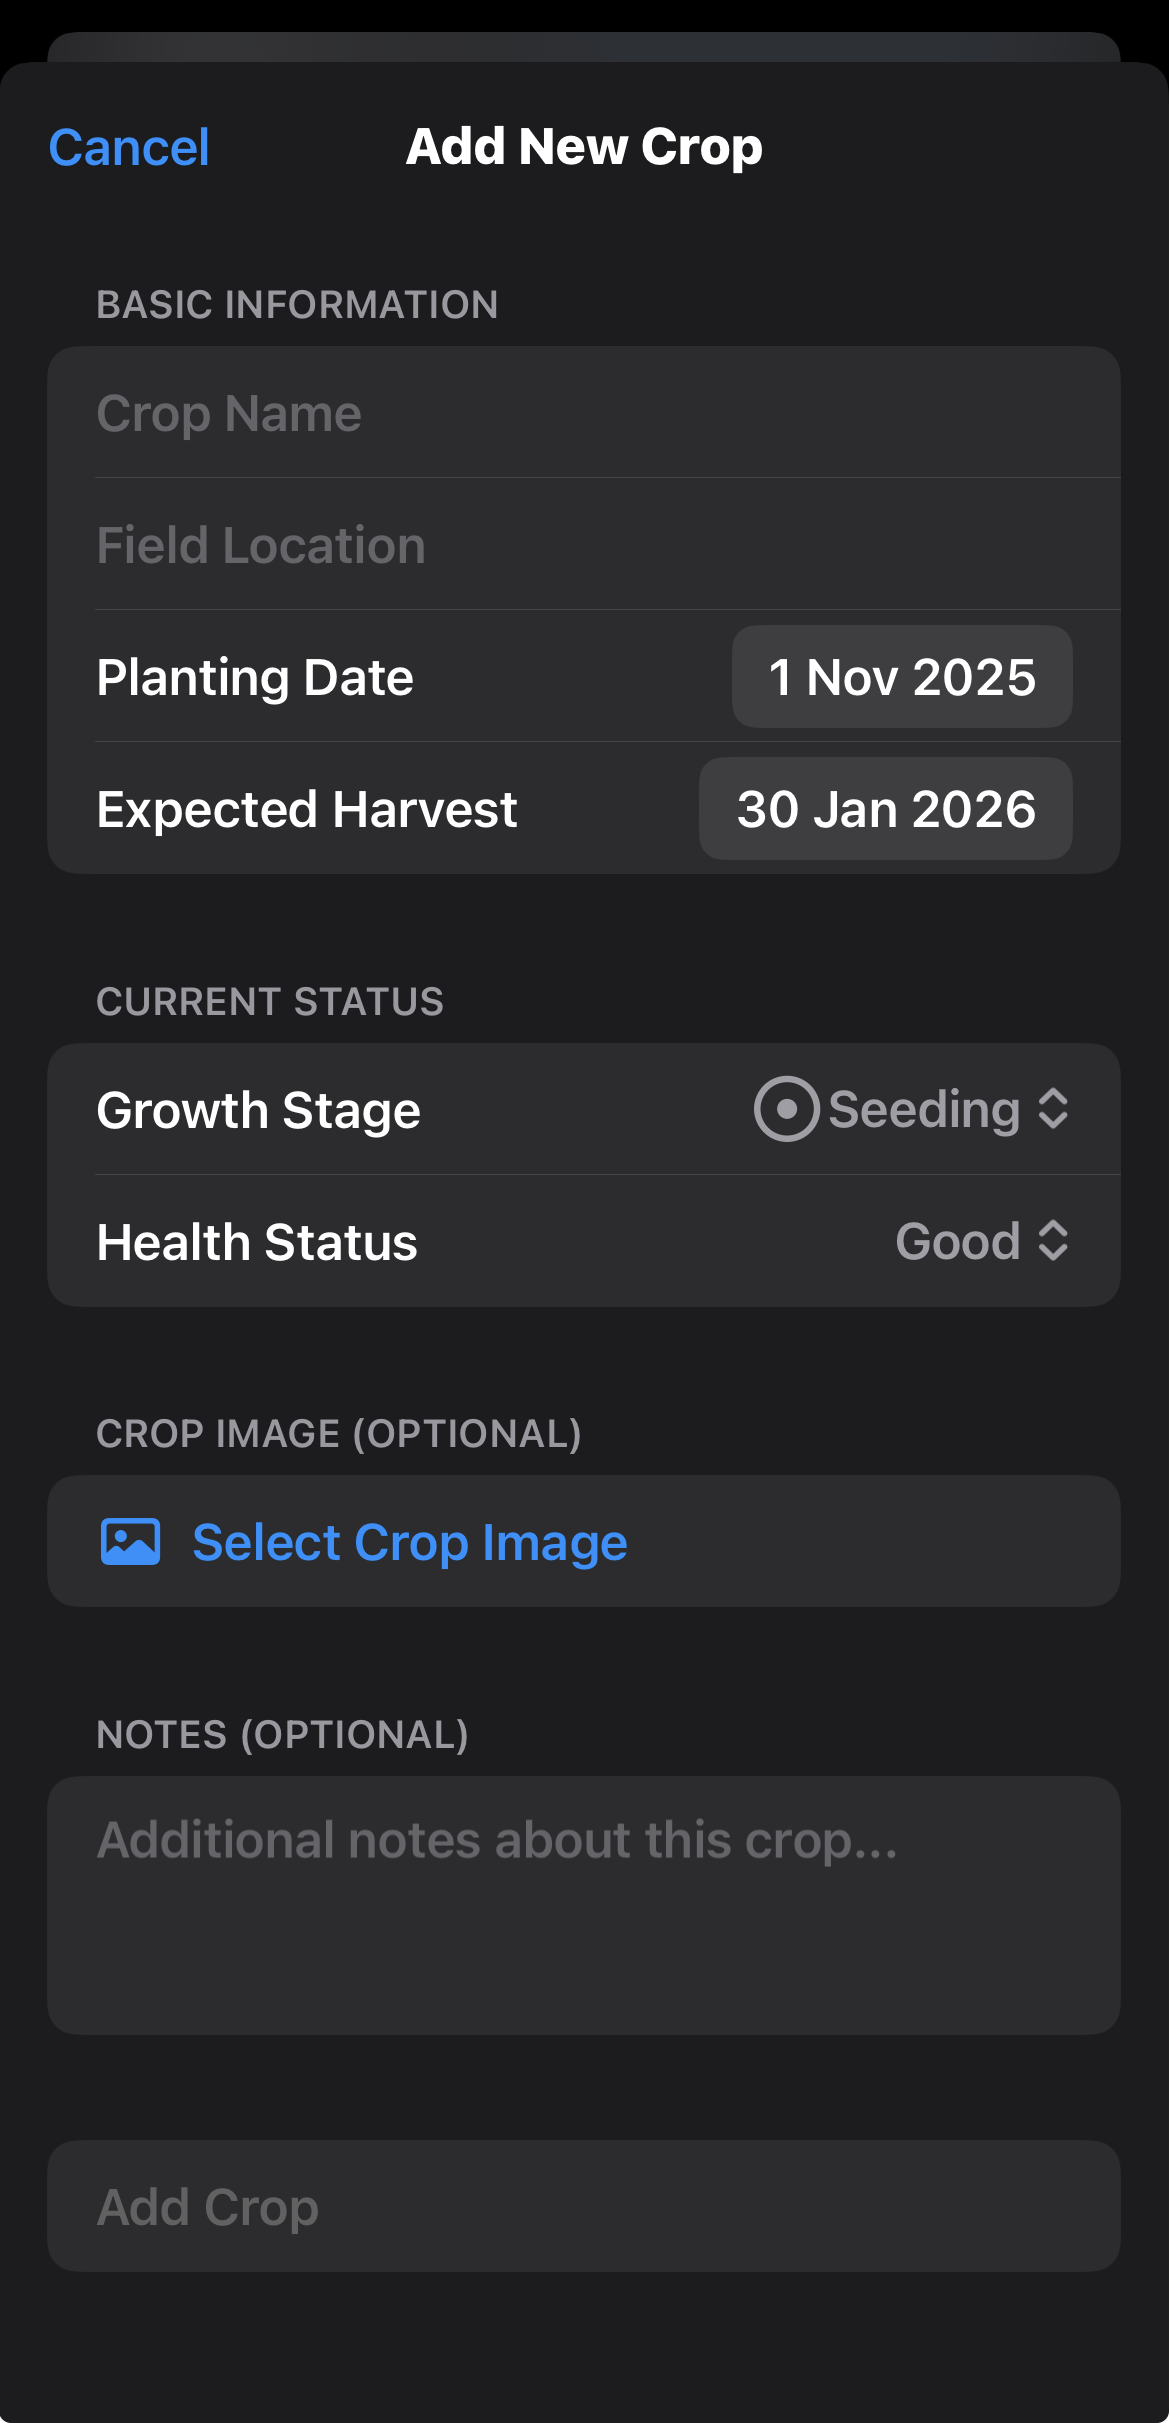 Cancel
Add New Crop
BASIC INFORMATION
Crop Name
Field Location
Planting Date 1 Nov 2025
Expected Harvest 30 Jan 2026
CURRENT STATUS
Growth Stage Seeding
Health Status Good
CROP IMAGE (OPTIONAL)
Select Crop Image
NOTES (OPTIONAL)
Additional notes about this crop...
Add Crop